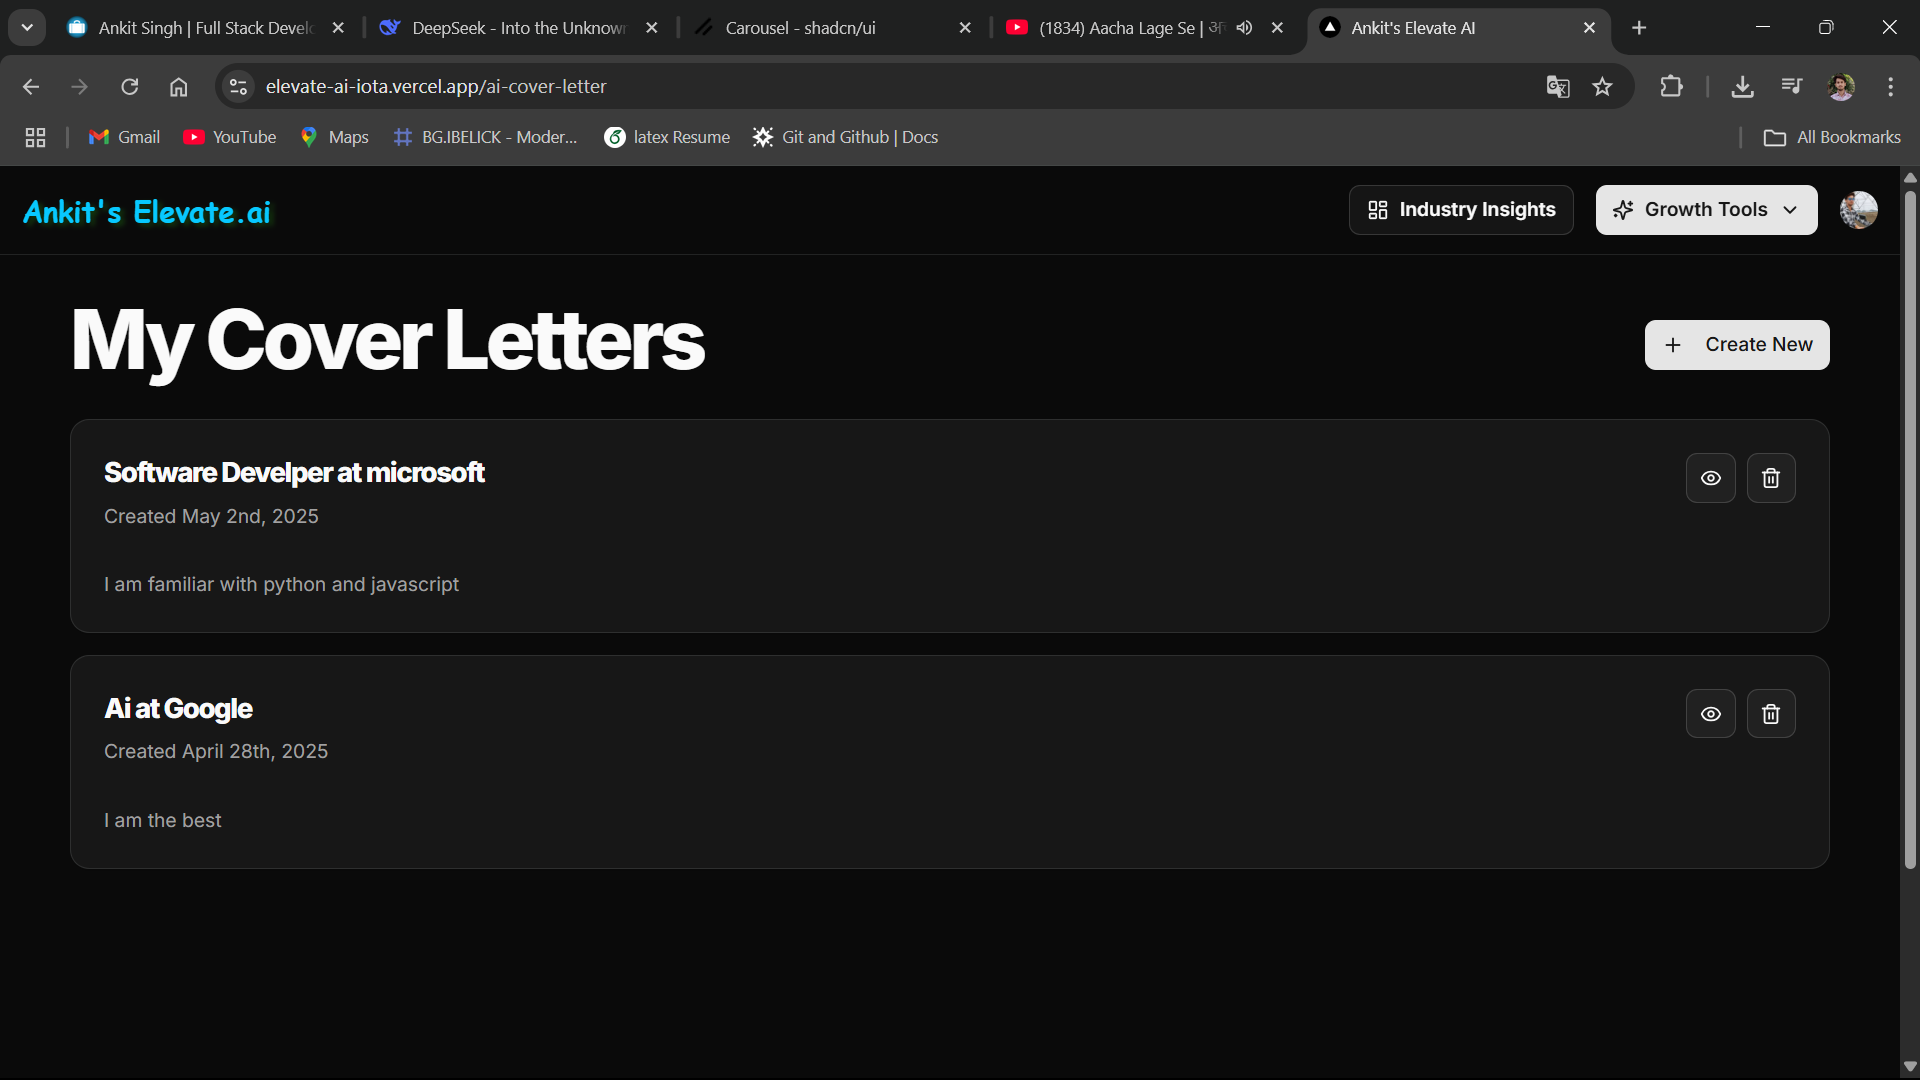 Ankit Singh | Full Stack Develo
DeepSeek - Into the Unknown
Carousel - shadcn/ui
(1834) Aacha Lage Se |
Ankit's Elevate AI
elevate-ai-iota.vercel.app/ai-cover-letter
Gmail
YouTube
Maps
BG.IBELICK - Moder...
latex Resume
Git and Github | Docs
All Bookmarks
Ankit's Elevate.ai
Industry Insights
Growth Tools
My Cover Letters
Create New
Software Develper at microsoft
Created May 2nd, 2025
I am familiar with python and javascript
Ai at Google
Created April 28th, 2025
I am the best